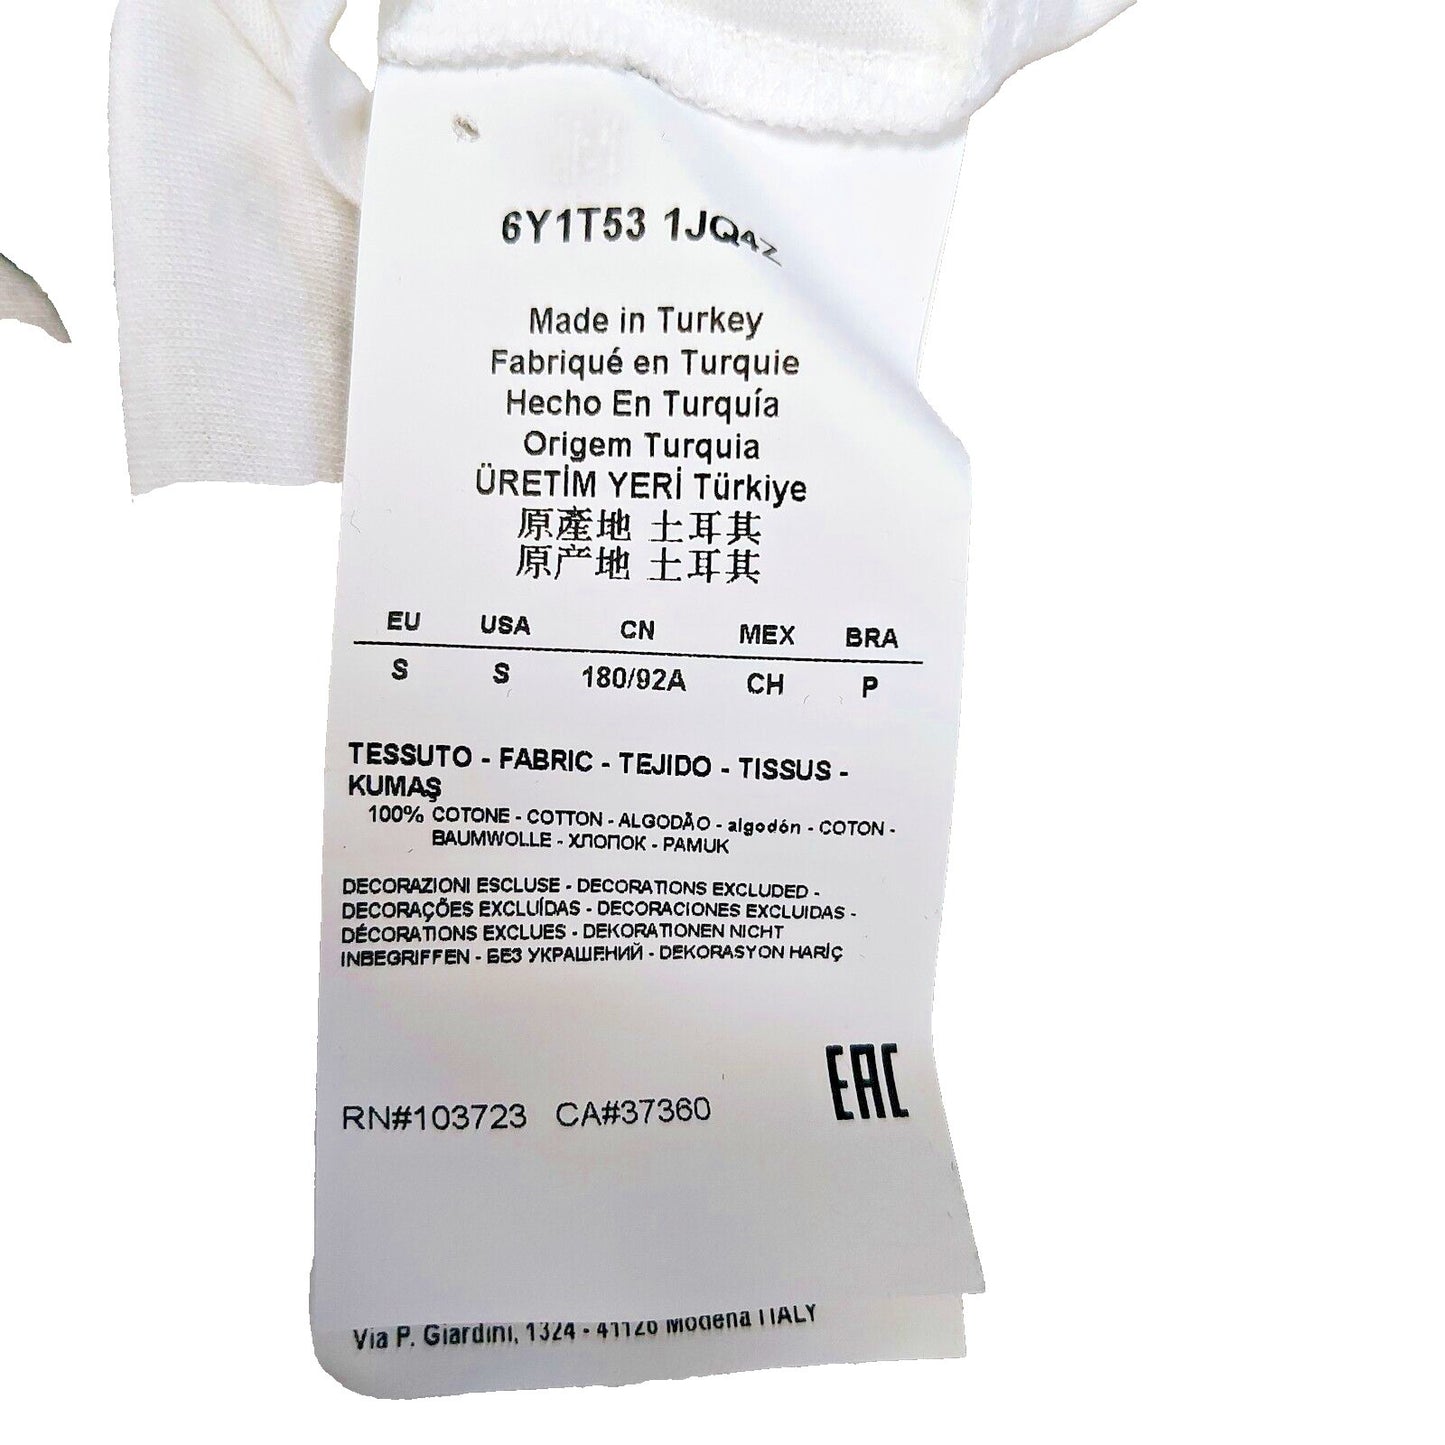 6Y1T53 1JQ4Z
Made in Turkey
Fabriqué en Turquie
Hecho En Turquía
Origem Turquia
ÜRETİM YERİ Türkiye
原產地 土耳其
原产地 土耳其
EU USA CN MEX BRA
S S 180/92A CH P
TESSUTO - FABRIC - TEJIDO - TISSUS -
KUMAŞ
100% COTONE - COTTON - ALGODÃO - algodón - COTON -
BAUMWOLLE - ХЛОПОК - PAMUK
DECORAZIONI ESCLUSE - DECORATIONS EXCLUDED -
DECORAÇÕES EXCLUÍDAS - DECORACIONES EXCLUIDAS -
DÉCORATIONS EXCLUES - DEKORATIONEN NICHT
INBEGRIFFEN - БЕЗ УКРАШЕНИЙ - DEKORASYON HARİÇ
EAC
RN#103723 CA#37360
Via P. Giardini, 1324 - 41126 Modena ITALY